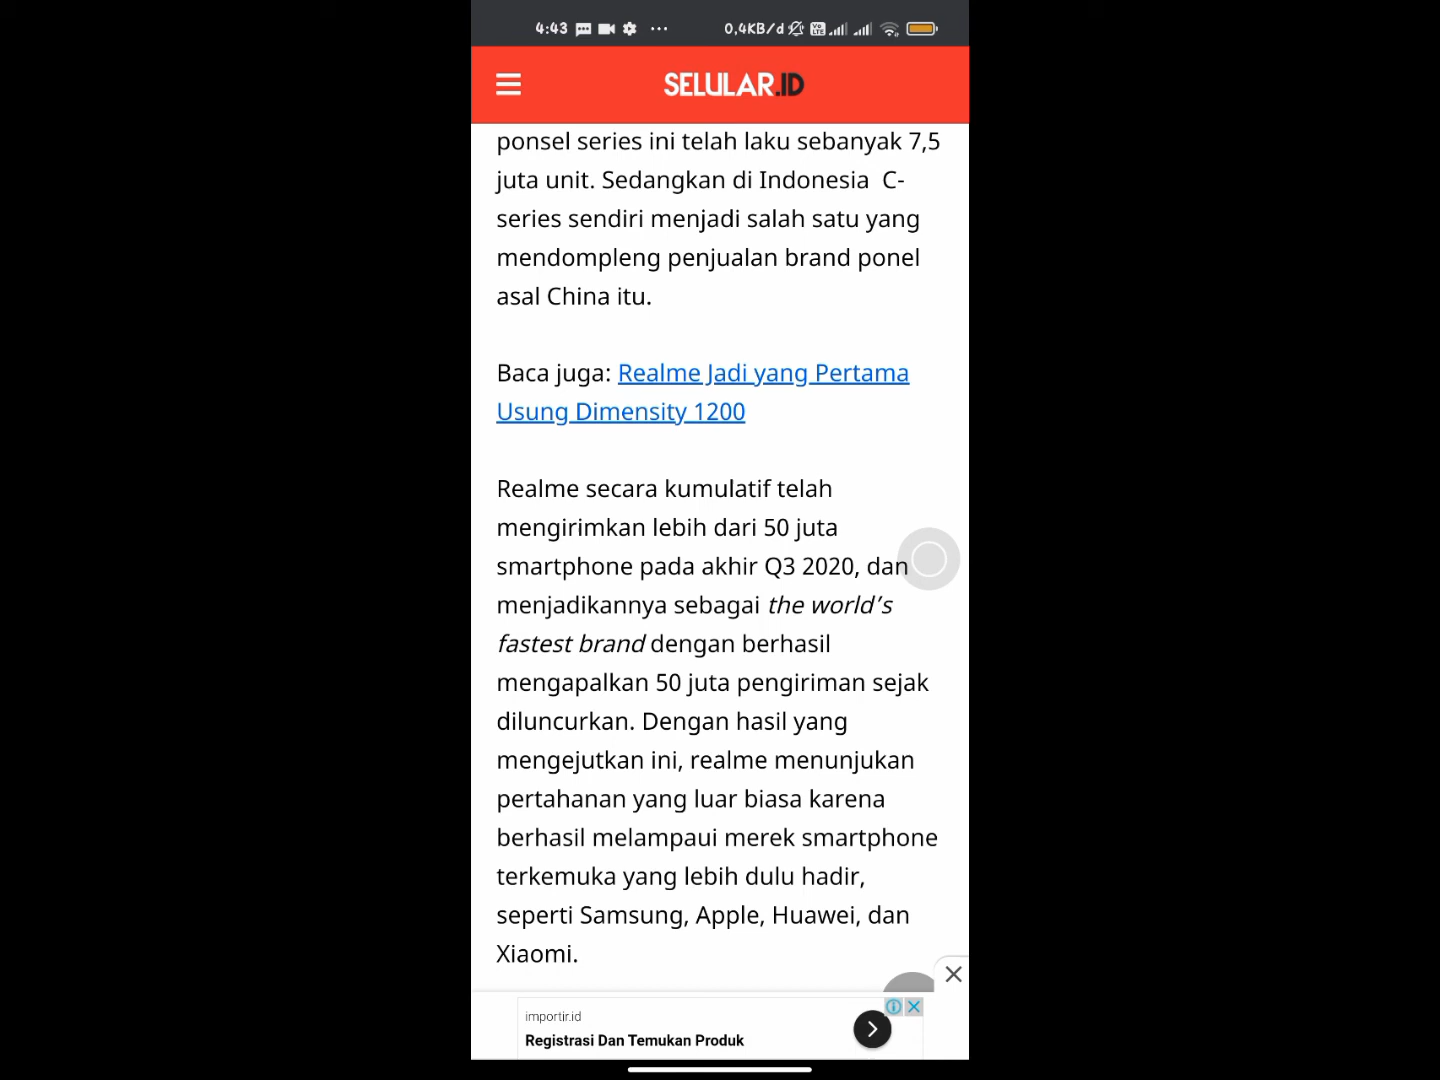 4:43 ... 0,4KB/d
SELULAR.ID
ponsel series ini telah laku sebanyak 7,5
juta unit. Sedangkan di Indonesia  C-
series sendiri menjadi salah satu yang
mendompleng penjualan brand ponel
asal China itu.
Baca juga: Realme Jadi yang Pertama
Usung Dimensity 1200
Realme secara kumulatif telah
mengirimkan lebih dari 50 juta
smartphone pada akhir Q3 2020, dan
menjadikannya sebagai the world’s
fastest brand dengan berhasil
mengapalkan 50 juta pengiriman sejak
diluncurkan. Dengan hasil yang
mengejutkan ini, realme menunjukan
pertahanan yang luar biasa karena
berhasil melampaui merek smartphone
terkemuka yang lebih dulu hadir,
seperti Samsung, Apple, Huawei, dan
Xiaomi.
importir.id
Registrasi Dan Temukan Produk